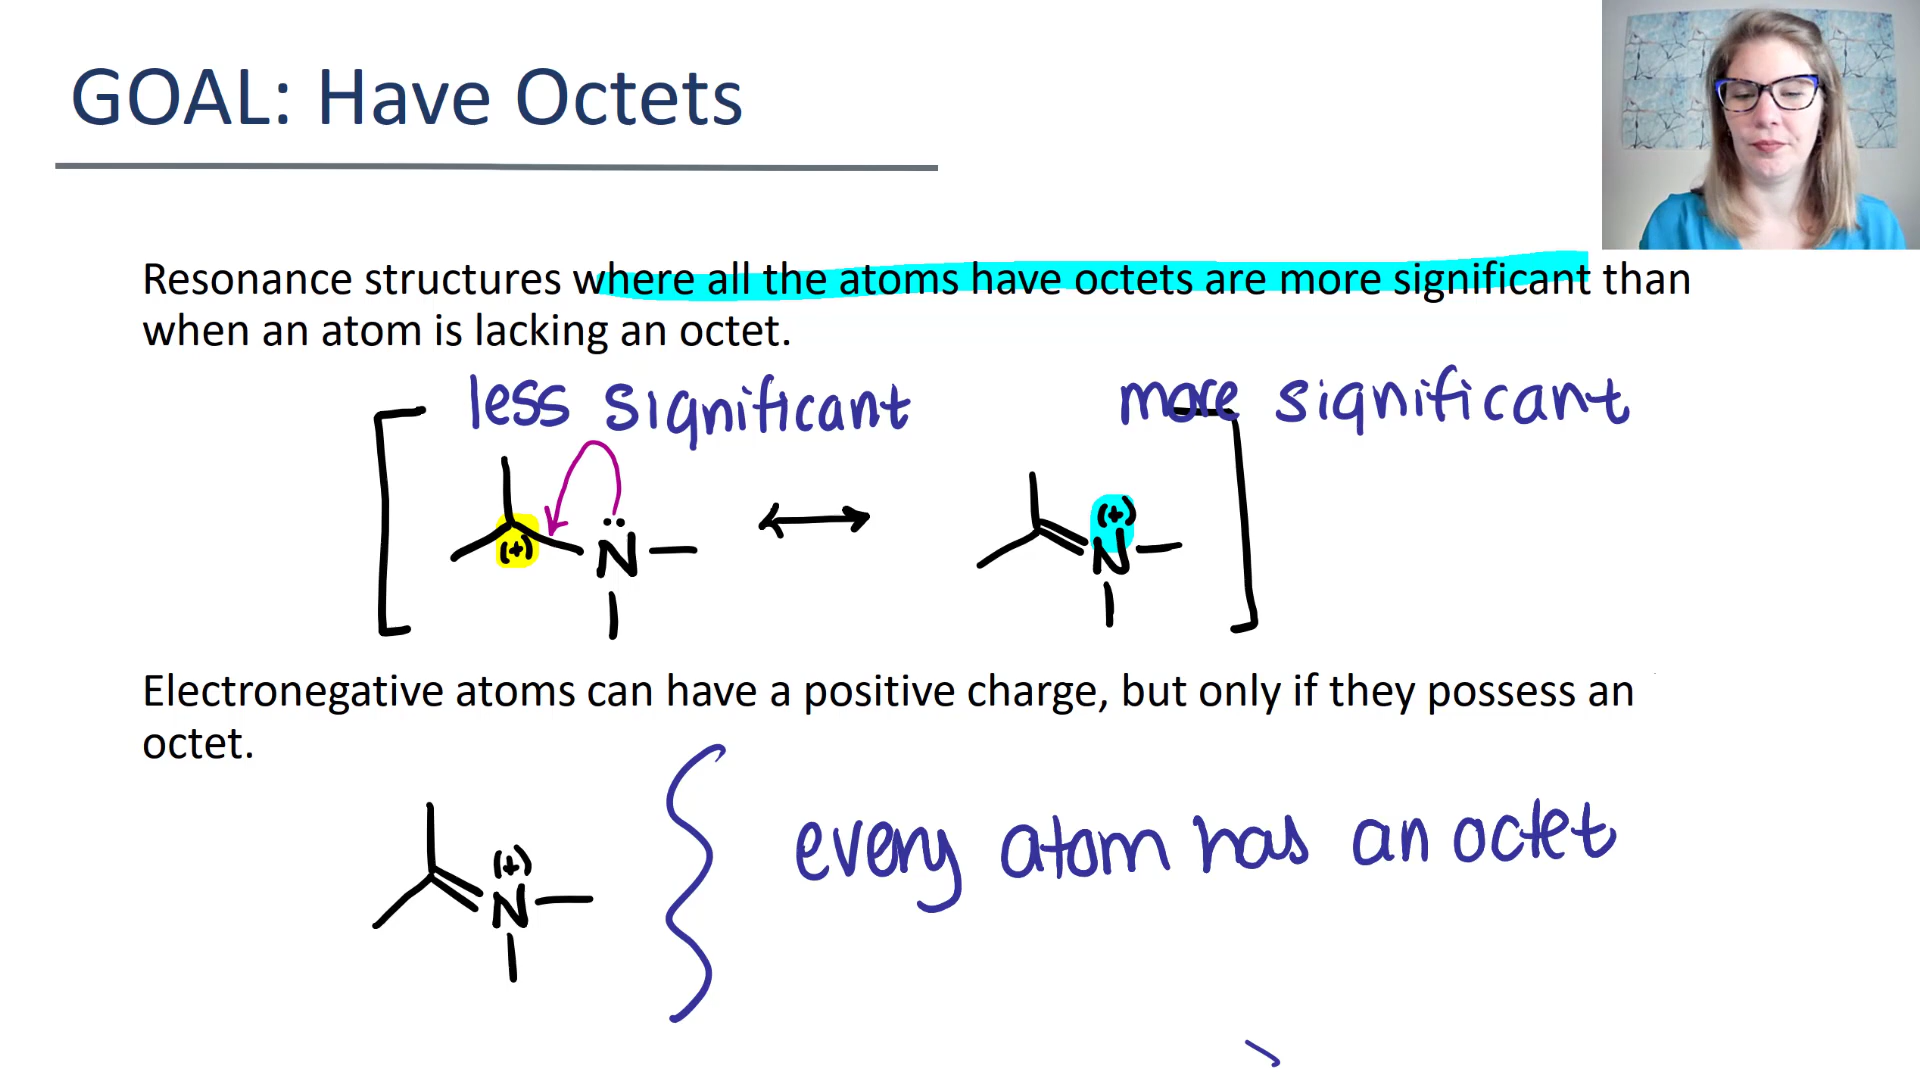 GOAL: Have Octets
Resonance structures where all the atoms have octets are more significant than
when an atom is lacking an octet.
less significant
more significant
(+)
N
(+)
N
Electronegative atoms can have a positive charge, but only if they possess an
octet.
(+)
N
every atom has an octet